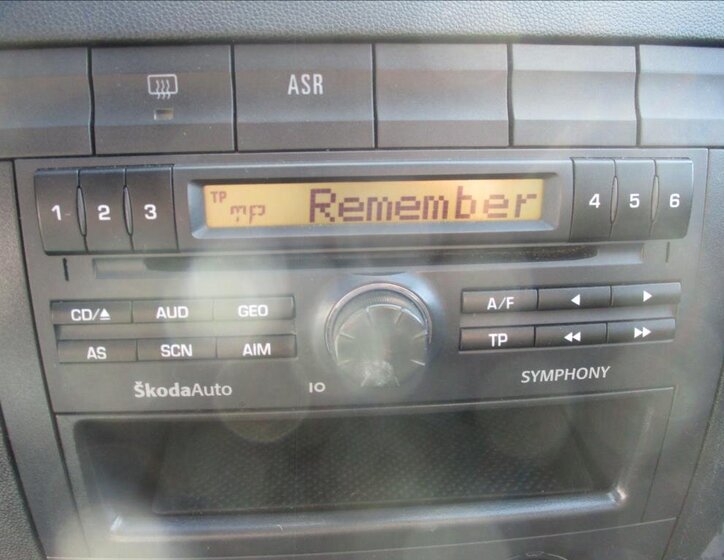 ASR
1 2 3 TP mp Remember 4 5 6
CD/ AUD GEO A/F
AS SCN AIM TP
ŠkodaAuto IO SYMPHONY